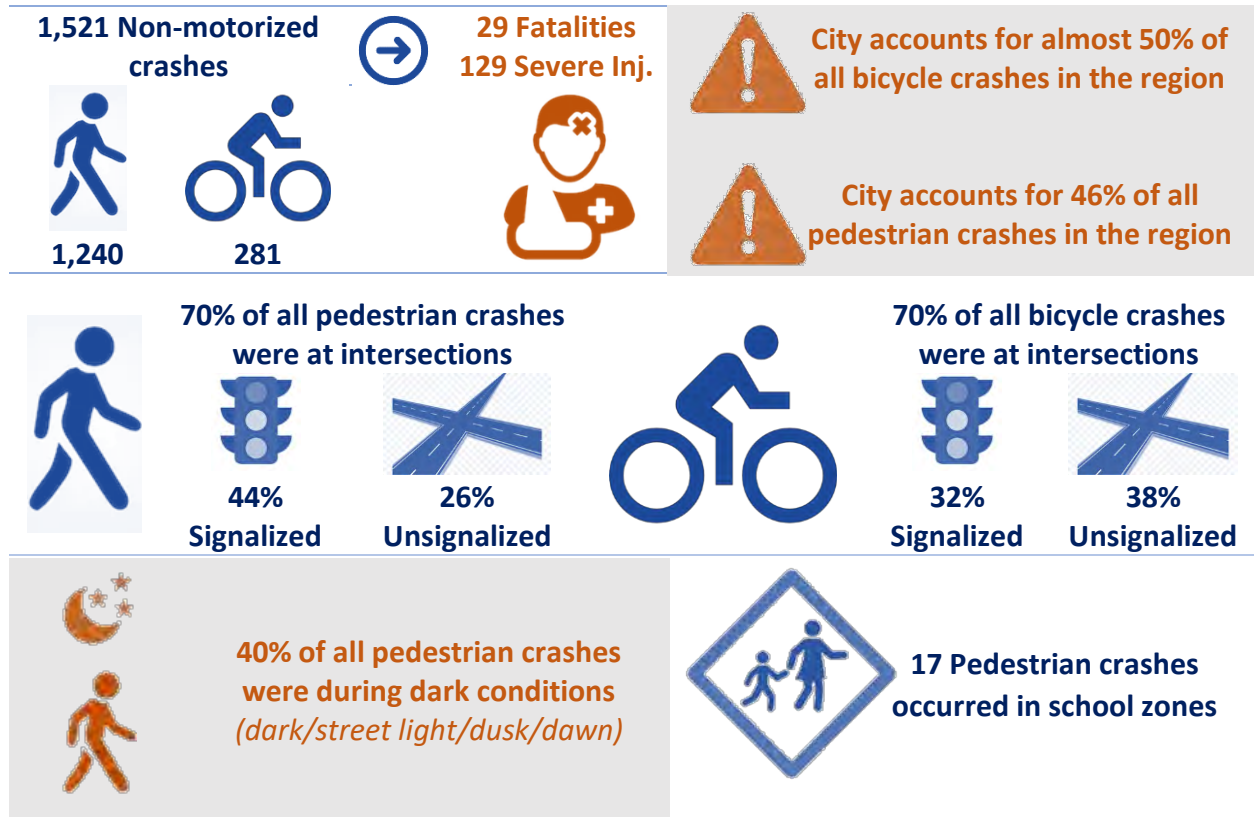 1,521 Non-motorized
crashes
1,240
281
29 Fatalities
129 Severe Inj.
City accounts for almost 50% of
all bicycle crashes in the region
City accounts for 46% of all
pedestrian crashes in the region
70% of all pedestrian crashes
were at intersections
44%
Signalized
26%
Unsignalized
70% of all bicycle crashes
were at intersections
32%
Signalized
38%
Unsignalized
40% of all pedestrian crashes
were during dark conditions
(dark/street light/dusk/dawn)
17 Pedestrian crashes
occurred in school zones